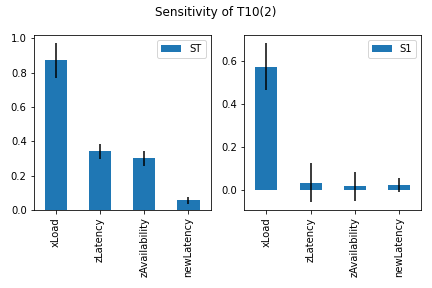 Sensitivity of T10(2)
ST
1.0
0.8
0.6
0.4
0.2
0.0
xLoad
zLatency
zAvailability
newLatency
S1
0.6
0.4
0.2
0.0
xLoad
zLatency
zAvailability
newLatency